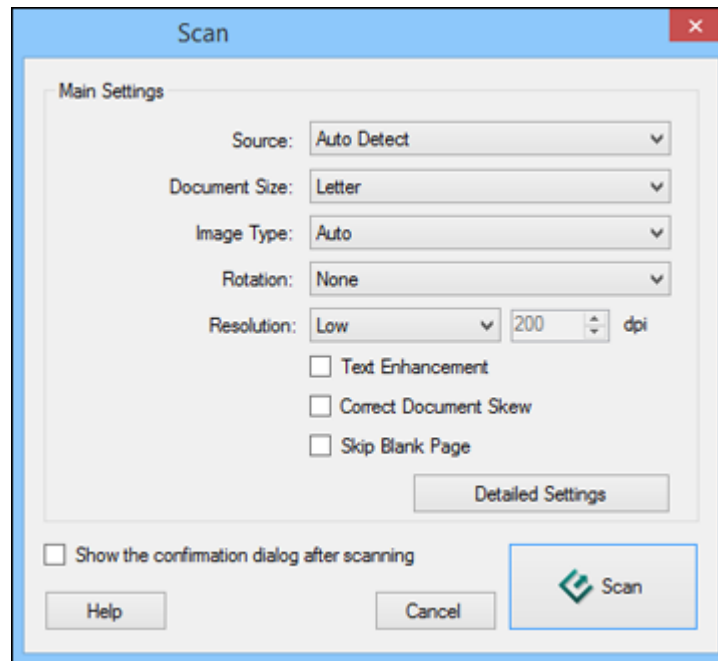 Scan
Main Settings
Source: Auto Detect
Document Size: Letter
Image Type: Auto
Rotation: None
Resolution: Low 200 dpi
Text Enhancement
Correct Document Skew
Skip Blank Page
Detailed Settings
Show the confirmation dialog after scanning
Help Cancel Scan